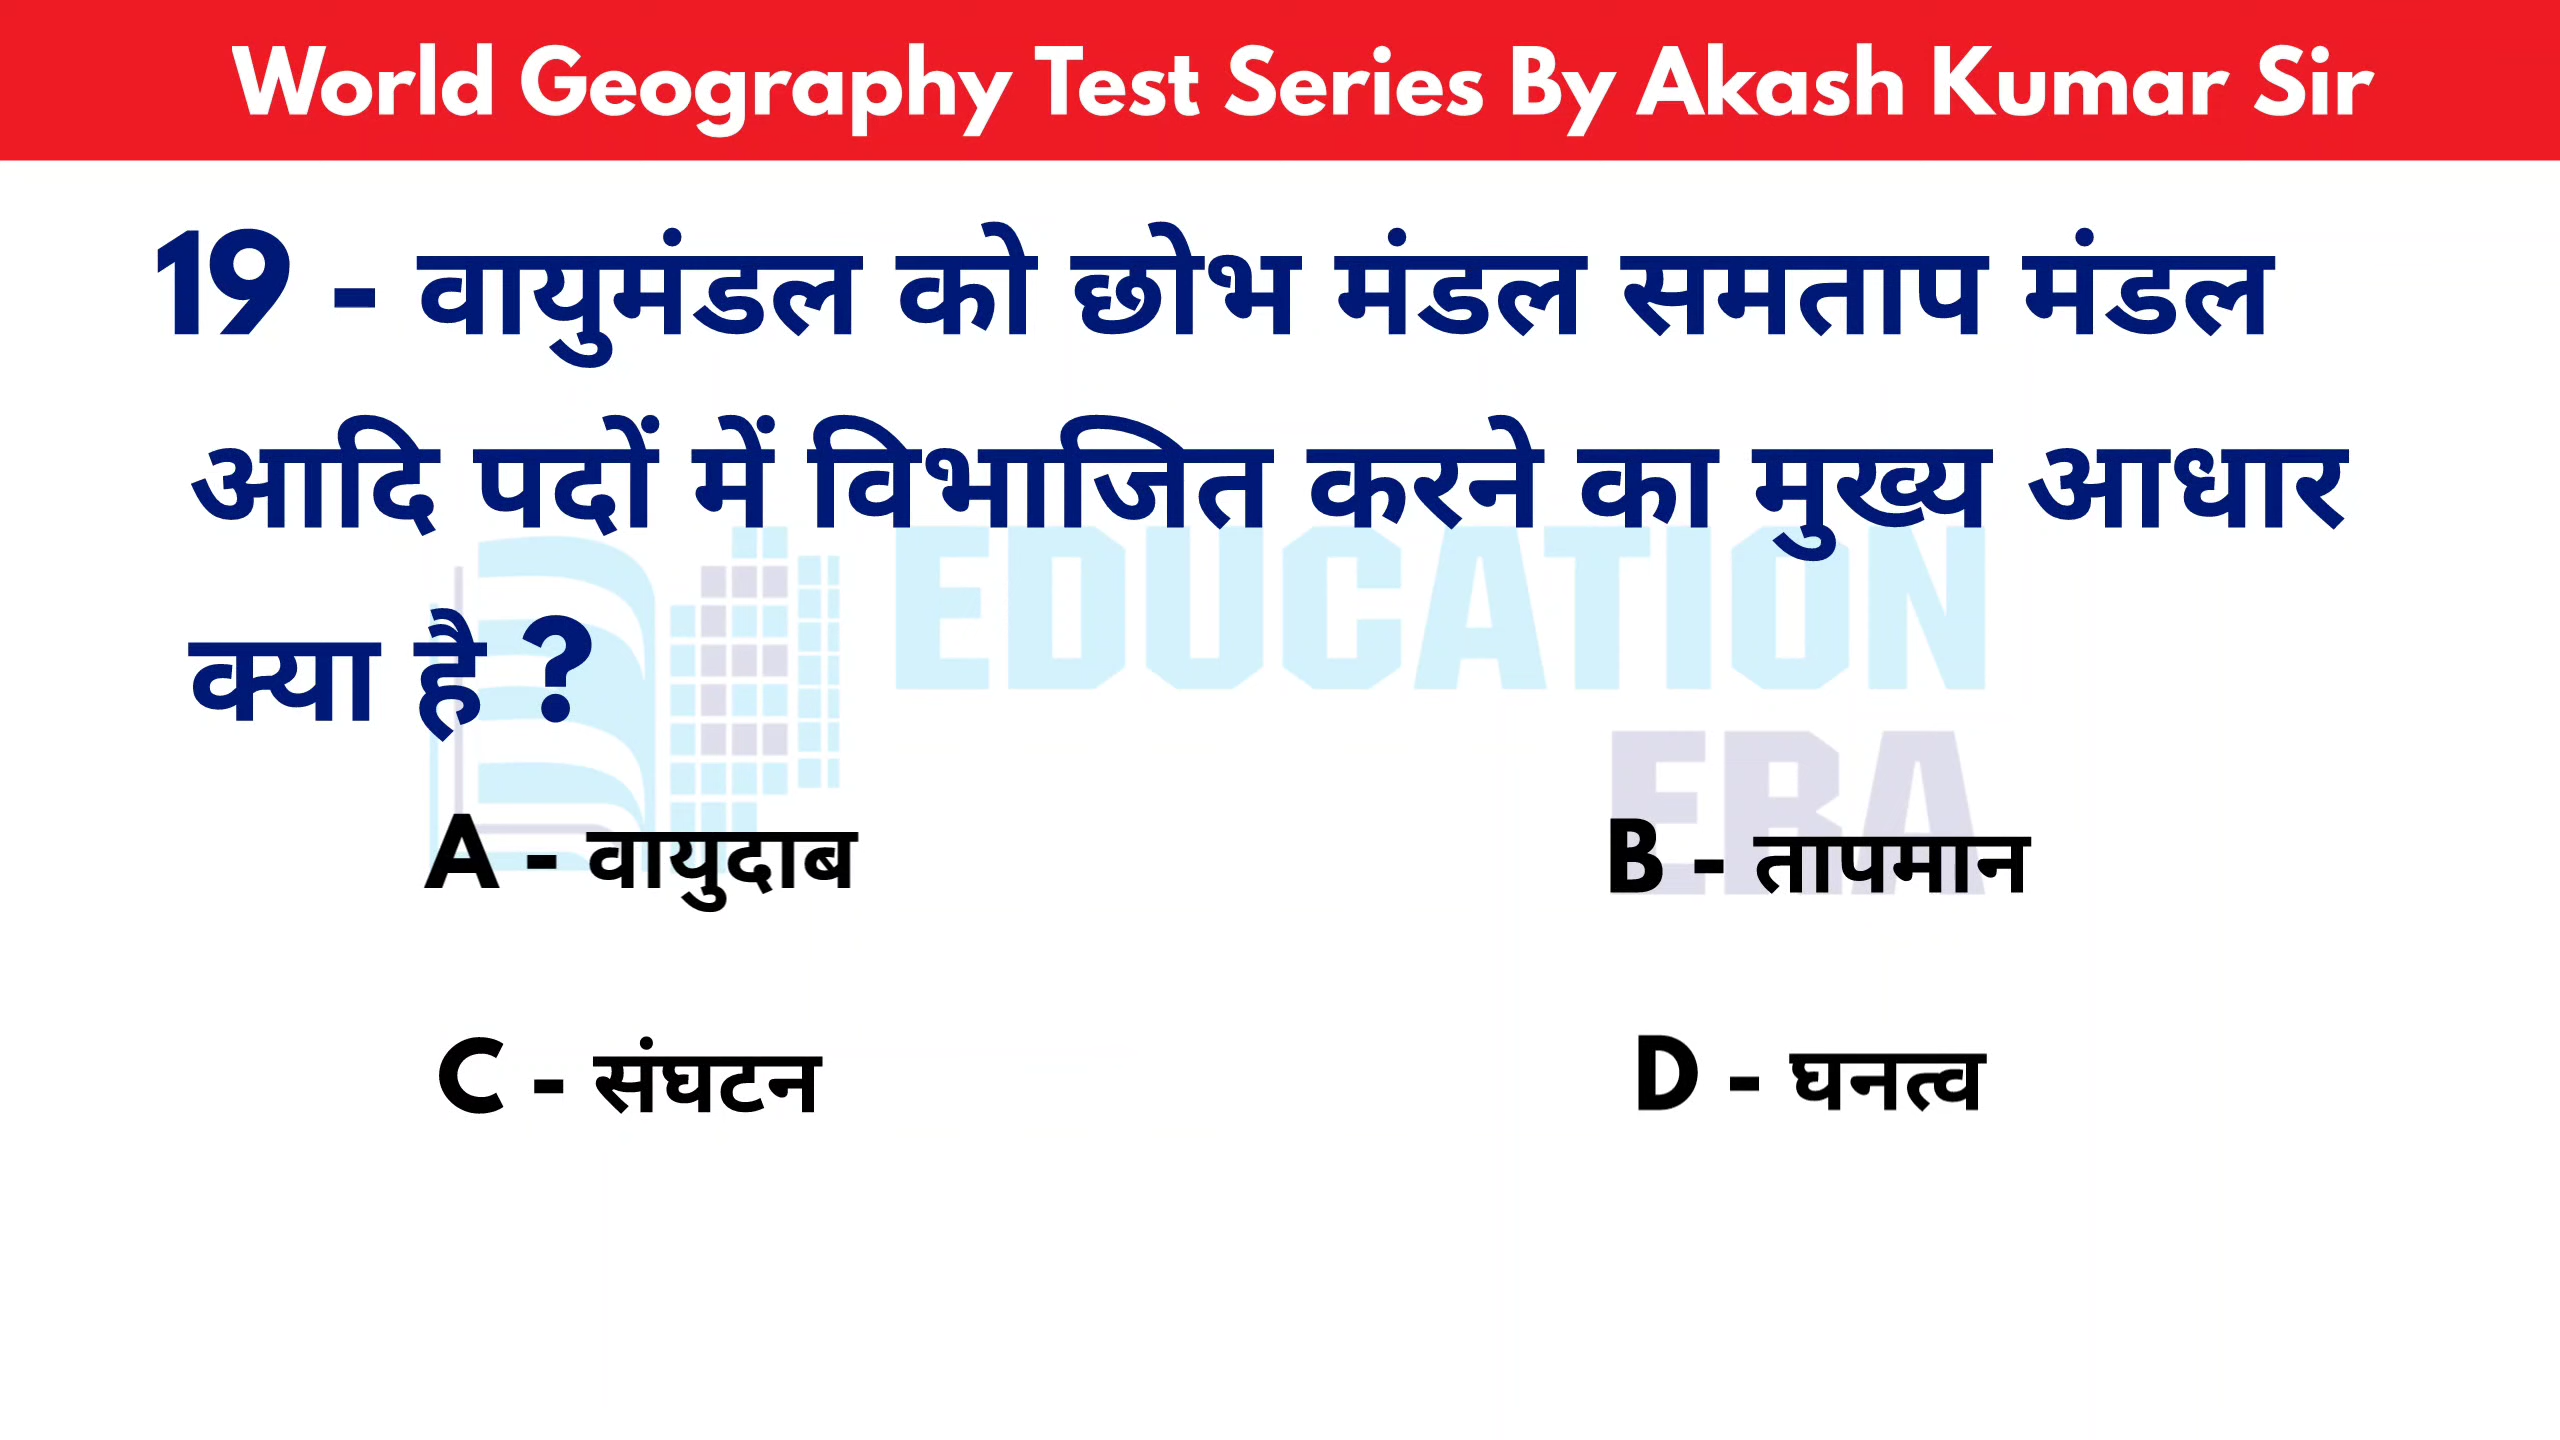 World Geography Test Series By Akash Kumar Sir
19 - वायुमंडल को छोभ मंडल समताप मंडल
आदि पदों में विभाजित करने का मुख्य आधार
क्या है ?
EDUCATION
ERA
A - वायुदाब
B - तापमान
C - संघटन
D - घनत्व